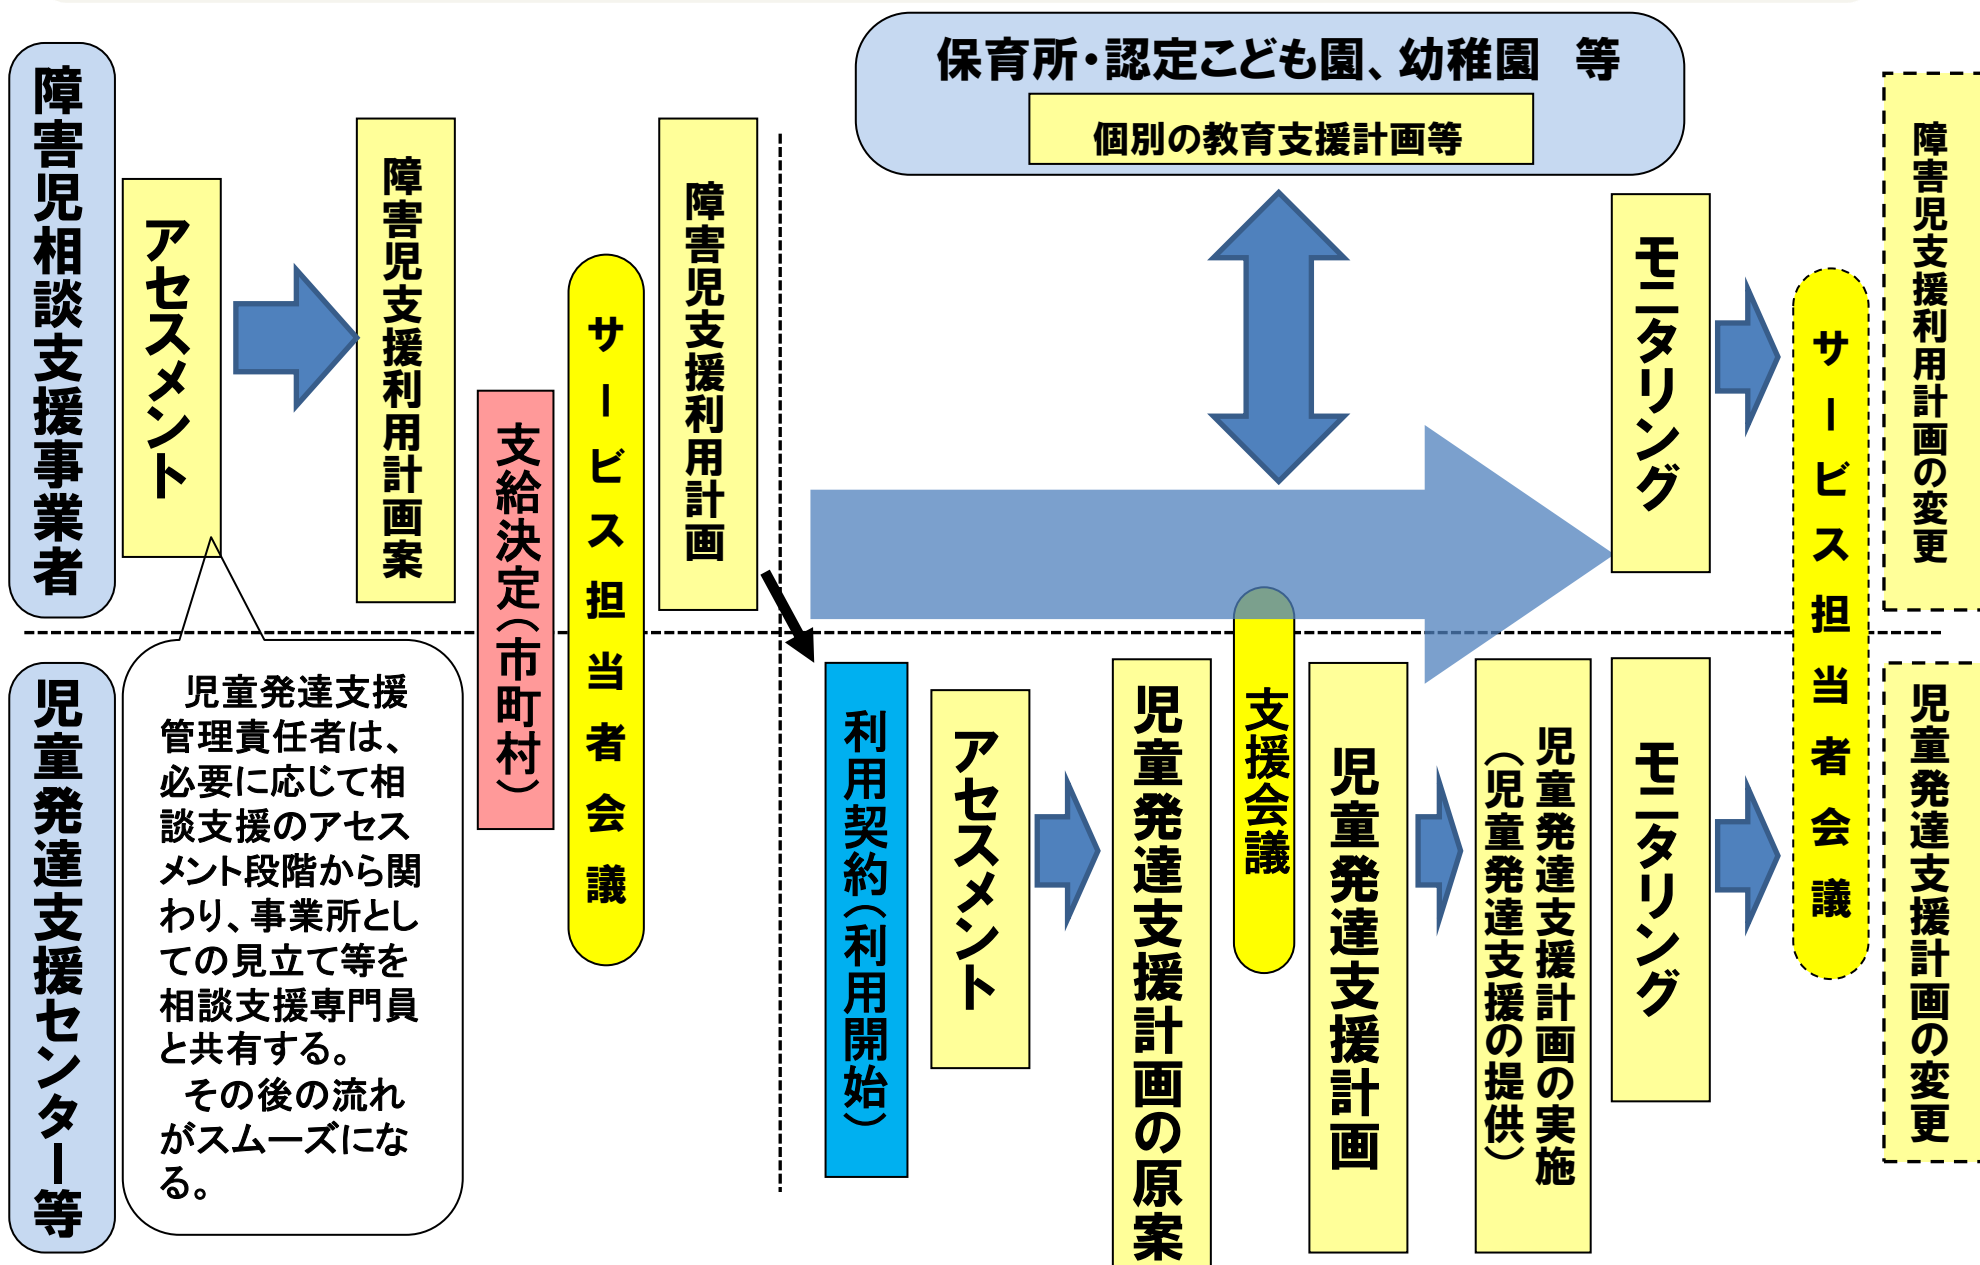 保育所・認定こども園、幼稚園　等
個別の教育支援計画等
障害児相談支援事業者
アセスメント
障害児支援利用計画案
支給決定（市町村）
サービス担当者会議
障害児支援利用計画
モニタリング
サービス担当者会議
障害児支援利用計画の変更
児童発達支援センター等
児童発達支援
管理責任者は、
必要に応じて相
談支援のアセス
メント段階から関
わり、事業所とし
ての見立て等を
相談支援専門員
と共有する。
その後の流れ
がスムーズにな
る。
利用契約（利用開始）
アセスメント
児童発達支援計画の原案
支援会議
児童発達支援計画
児童発達支援計画の実施
（児童発達支援の提供）
モニタリング
児童発達支援計画の変更